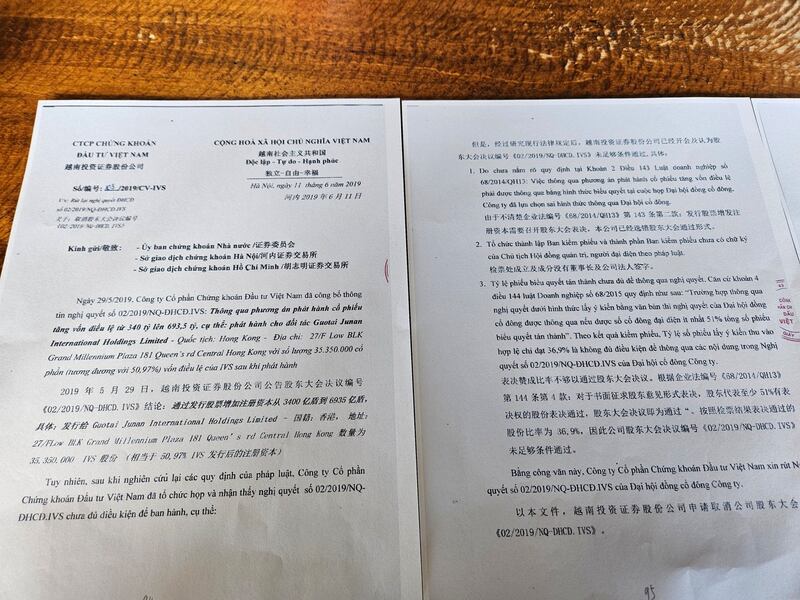 CTCP CHỨNG KHOÁN
ĐẦU TƯ VIỆT NAM
越南投资证券股份公司
Số/编号: /2019/CV-IVS
V/v: Rút lại nghị quyết ĐHCĐ
số 02/2019/NQ-ĐHCĐ.IVS
关于: 取消股东大会决议编号
《02/2019/NQ-DHCD.IVS》
CỘNG HOÀ XÃ HỘI CHỦ NGHĨA VIỆT NAM
越南社会主义共和国
Độc lập - Tự do - Hạnh phúc
独立-自由-幸福
Hà Nội, ngày 11 tháng 6 năm 2019
河内 2019 年 6 月 11 日
Kính gửi/敬致: - Ủy ban chứng khoán Nhà nước /证券委员会
- Sở giao dịch chứng khoán Hà Nội/河内证券交易所
- Sở giao dịch chứng khoán Hồ Chí Minh /胡志明证券交易所
Ngày 29/5/2019, Công ty Cổ phần Chứng khoán Đầu tư Việt Nam đã công bố thông
tin nghị quyết số 02/2019/NQ-ĐHCĐ.IVS: Thông qua phương án phát hành cổ phiếu
tăng vốn điều lệ từ 340 tỷ lên 693,5 tỷ, cụ thể: phát hành cho đối tác Guotai Junan
International Holdings Limited - Quốc tịch: Hong Kong - Địa chỉ: 27/F Low BLK
Grand Millennium Plaza 181 Queen's rd Central Hong Kong với số lượng 35.350.000 cổ
phần (tương đương với 50,97%) vốn điều lệ của IVS sau khi phát hành
2019 年 5 月 29 日, 越南投资证券股份公司公告股东大会决议编号
《02/2019/NQ-DHCD.IVS》结论: 通过发行股票增加注册资本从 3400 亿盾到 6935 亿盾,
具体: 发行给 Guotai Junan International Holdings Limited - 国籍: 香港, 地址:
27/FLow BLK Grand Millennium Plaza 181 Queen's rd Central Hong Kong 数量为
35,350,000 IVS 股份 (相当于 50,97% IVS 发行后的注册资本)
Tuy nhiên, sau khi nghiên cứu lại các quy định của pháp luật, Công ty Cổ phần
Chứng khoán Đầu tư Việt Nam đã tổ chức họp và nhận thấy nghị quyết số 02/2019/NQ-
ĐHCĐ.IVS chưa đủ điều kiện để ban hành, cụ thể:
但是, 经过研究现行法律规定后, 越南投资证券股份公司已经开会及认为股
东大会决议编号《02/2019/NQ-DHCD.IVS》未足够条件通过,具体,
1. Do chưa nắm rõ quy định tại Khoản 2 Điều 143 Luật doanh nghiệp số
68/2014/QH13: Việc thông qua phương án phát hành cổ phiếu tăng vốn điều lệ
phải được thông qua bằng hình thức biểu quyết tại cuộc họp Đại hội đồng cổ đông.
Công ty đã lựa chọn sai hình thức thông qua nghị quyết.
由于不清楚企业法编号《68/2014/QH13》第 143 条第二款: 发行股票增发注
册资本需要召开股东大会表决, 本公司已经选错股东大会通过形式。
2. Tổ chức thành lập Ban kiểm phiếu và thành phần Ban kiểm phiếu chưa có chữ ký
của Chủ tịch Hội đồng quản trị, người đại diện theo pháp luật.
检票处成立及成分没有董事长及公司法人签字。
3. Tỷ lệ phiếu biểu quyết tán thành chưa đủ để thông qua nghị quyết. Căn cứ khoản 4
điều 144 luật Doanh nghiệp số 68/2015 quy định như sau: "Trường hợp thông qua
nghị quyết dưới hình thức lấy ý kiến bằng văn bản thì nghị quyết của Đại hội đồng
cổ đông được thông qua nếu được số cổ đông đại diện ít nhất 51% tổng số phiếu
biểu quyết tán thành". Theo kết quả kiểm phiếu, Tỷ lệ số phiếu lấy ý kiến thu vào
hợp lệ chỉ đạt 36,9% là không đủ điều kiện để thông qua các nội dung trong Nghị
quyết số 02/2019/NQ-ĐHCĐ.IVS của Đại hội cổ đông Công ty.
表决赞成比率不够以通过股东大会决议。根据企业法编号《68/2014/QH13》
第 144 条第 4 款: 对于书面征求股东意见形式表决, 股东代表至少 51%有表
决权的股份表决通过, 股东大会决议即为通过"、按照检票结果表决通过的
股份比率为 36,9%, 因此公司股东大会决议编号《02/2019/NQ-DHCD.IVS》
未足够条件通过。
Bằng công văn này, Công ty Cổ phần Chứng khoán Đầu tư Việt Nam xin rút N
quyết số 02/2019/NQ-ĐHCĐ.IVS của Đại hội đồng cổ đông Công ty.
以本文件, 越南投资证券股份公司申请取消公司股东大会
《02/2019/NQ-DHCD.IVS》。
95